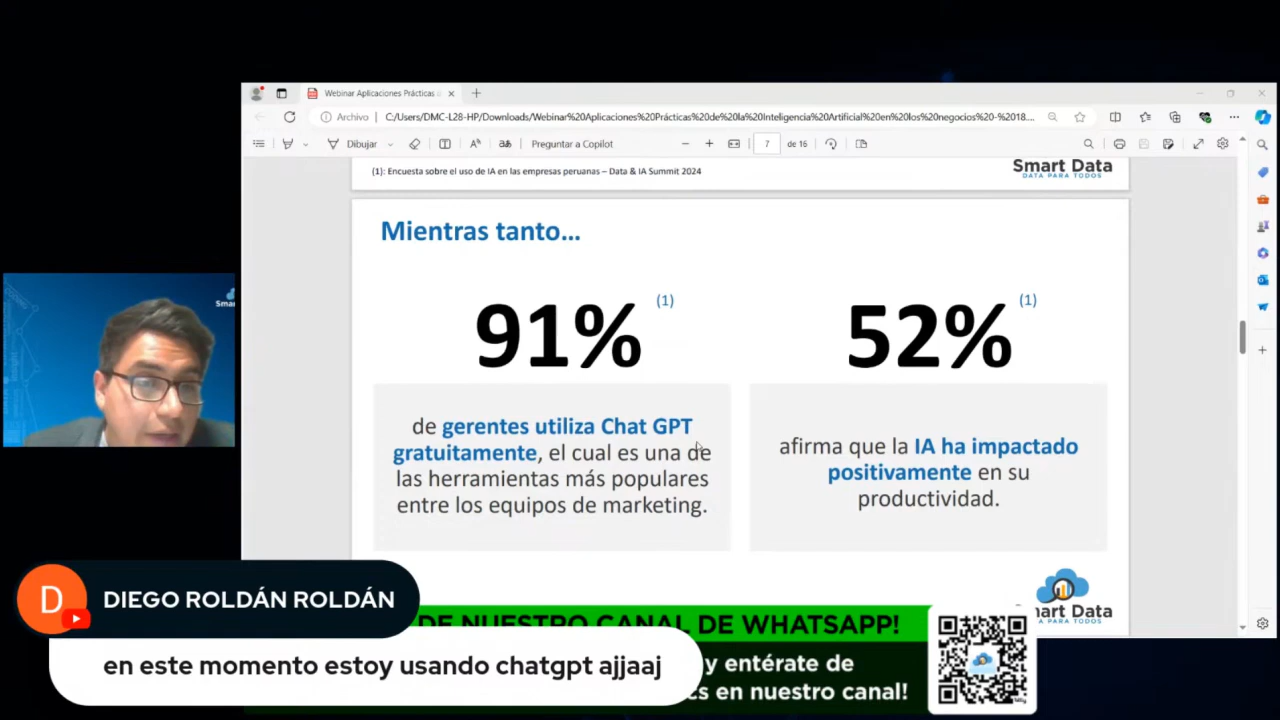 Webinar Aplicaciones Prácticas
Archivo
C:/Users/DMC-L28-HP/Downloads/Webinar%20Aplicaciones%20Prácticas%20de%20la%20Inteligencia%20Artificial%20en%20los%20negocios%20-%2018....
Dibujar
Preguntar a Copilot
7
de 16
(1): Encuesta sobre el uso de IA en las empresas peruanas – Data & IA Summit 2024
Smart Data
DATA PARA TODOS
Mientras tanto...
91%
(1)
52%
(1)
de gerentes utiliza Chat GPT
gratuitamente, el cual es una de
las herramientas más populares
entre los equipos de marketing.
afirma que la IA ha impactado
positivamente en su
productividad.
D
DIEGO ROLDÁN ROLDÁN
en este momento estoy usando chatgpt ajjaaj
DE NUESTRO CANAL DE WHATSAPP!
y entérate de
en nuestro canal!